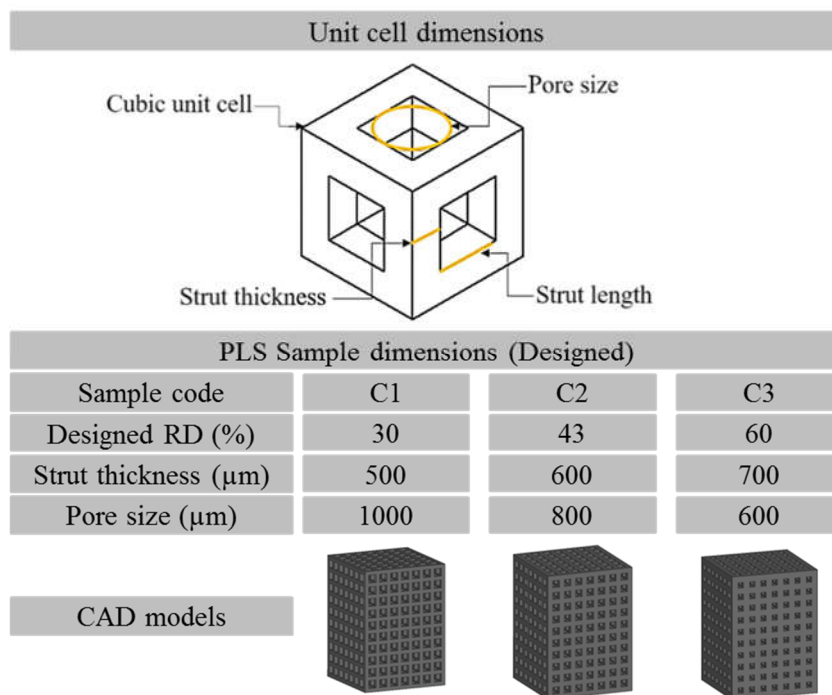 Unit cell dimensions
Pore size
Cubic unit cell
Strut thickness
Strut length
PLS Sample dimensions (Designed)
Sample code C1 C2 C3
Designed RD (%) 30 43 60
Strut thickness (µm) 500 600 700
Pore size (µm) 1000 800 600
CAD models